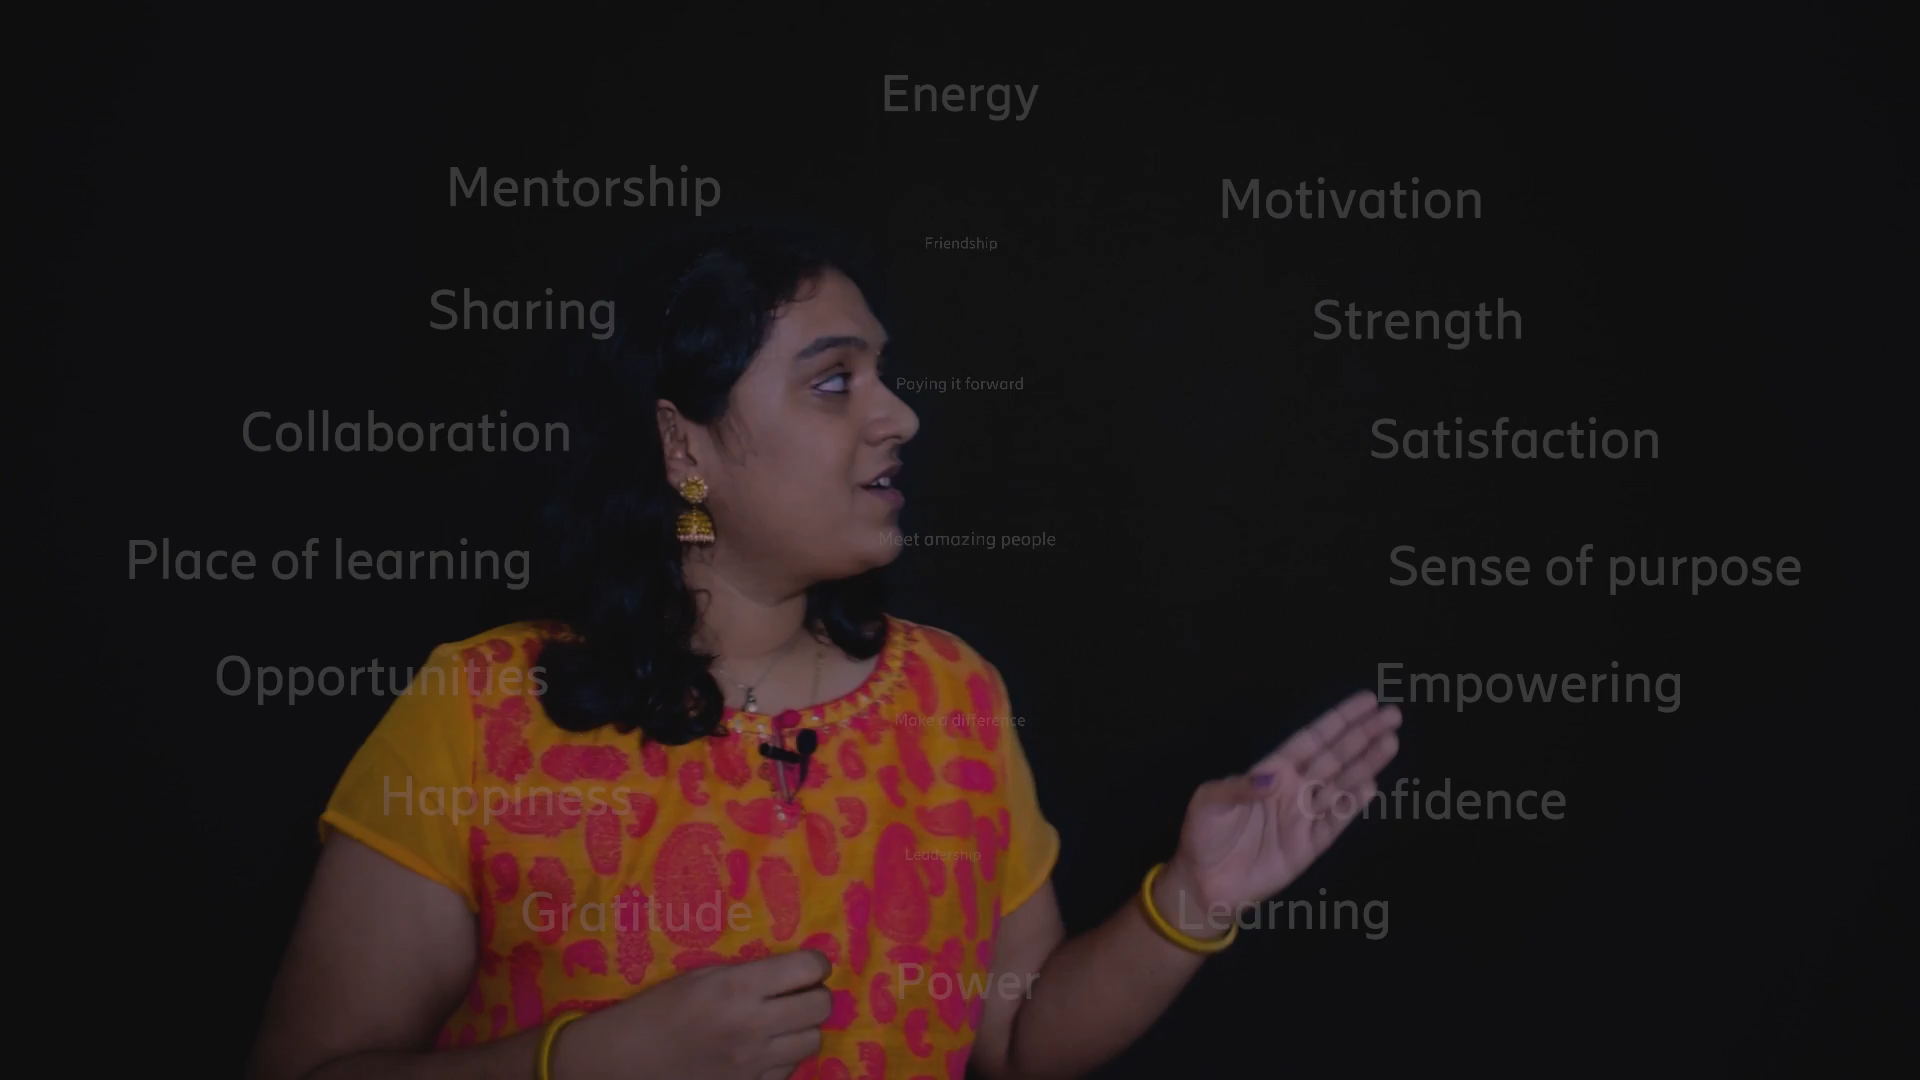 Energy
Mentorship
Motivation
Friendship
Sharing
Strength
Paying it forward
Collaboration
Satisfaction
Meet amazing people
Place of learning
Sense of purpose
Opportunities
Empowering
Make a difference
Happiness
Confidence
Leadership
Gratitude
Learning
Power